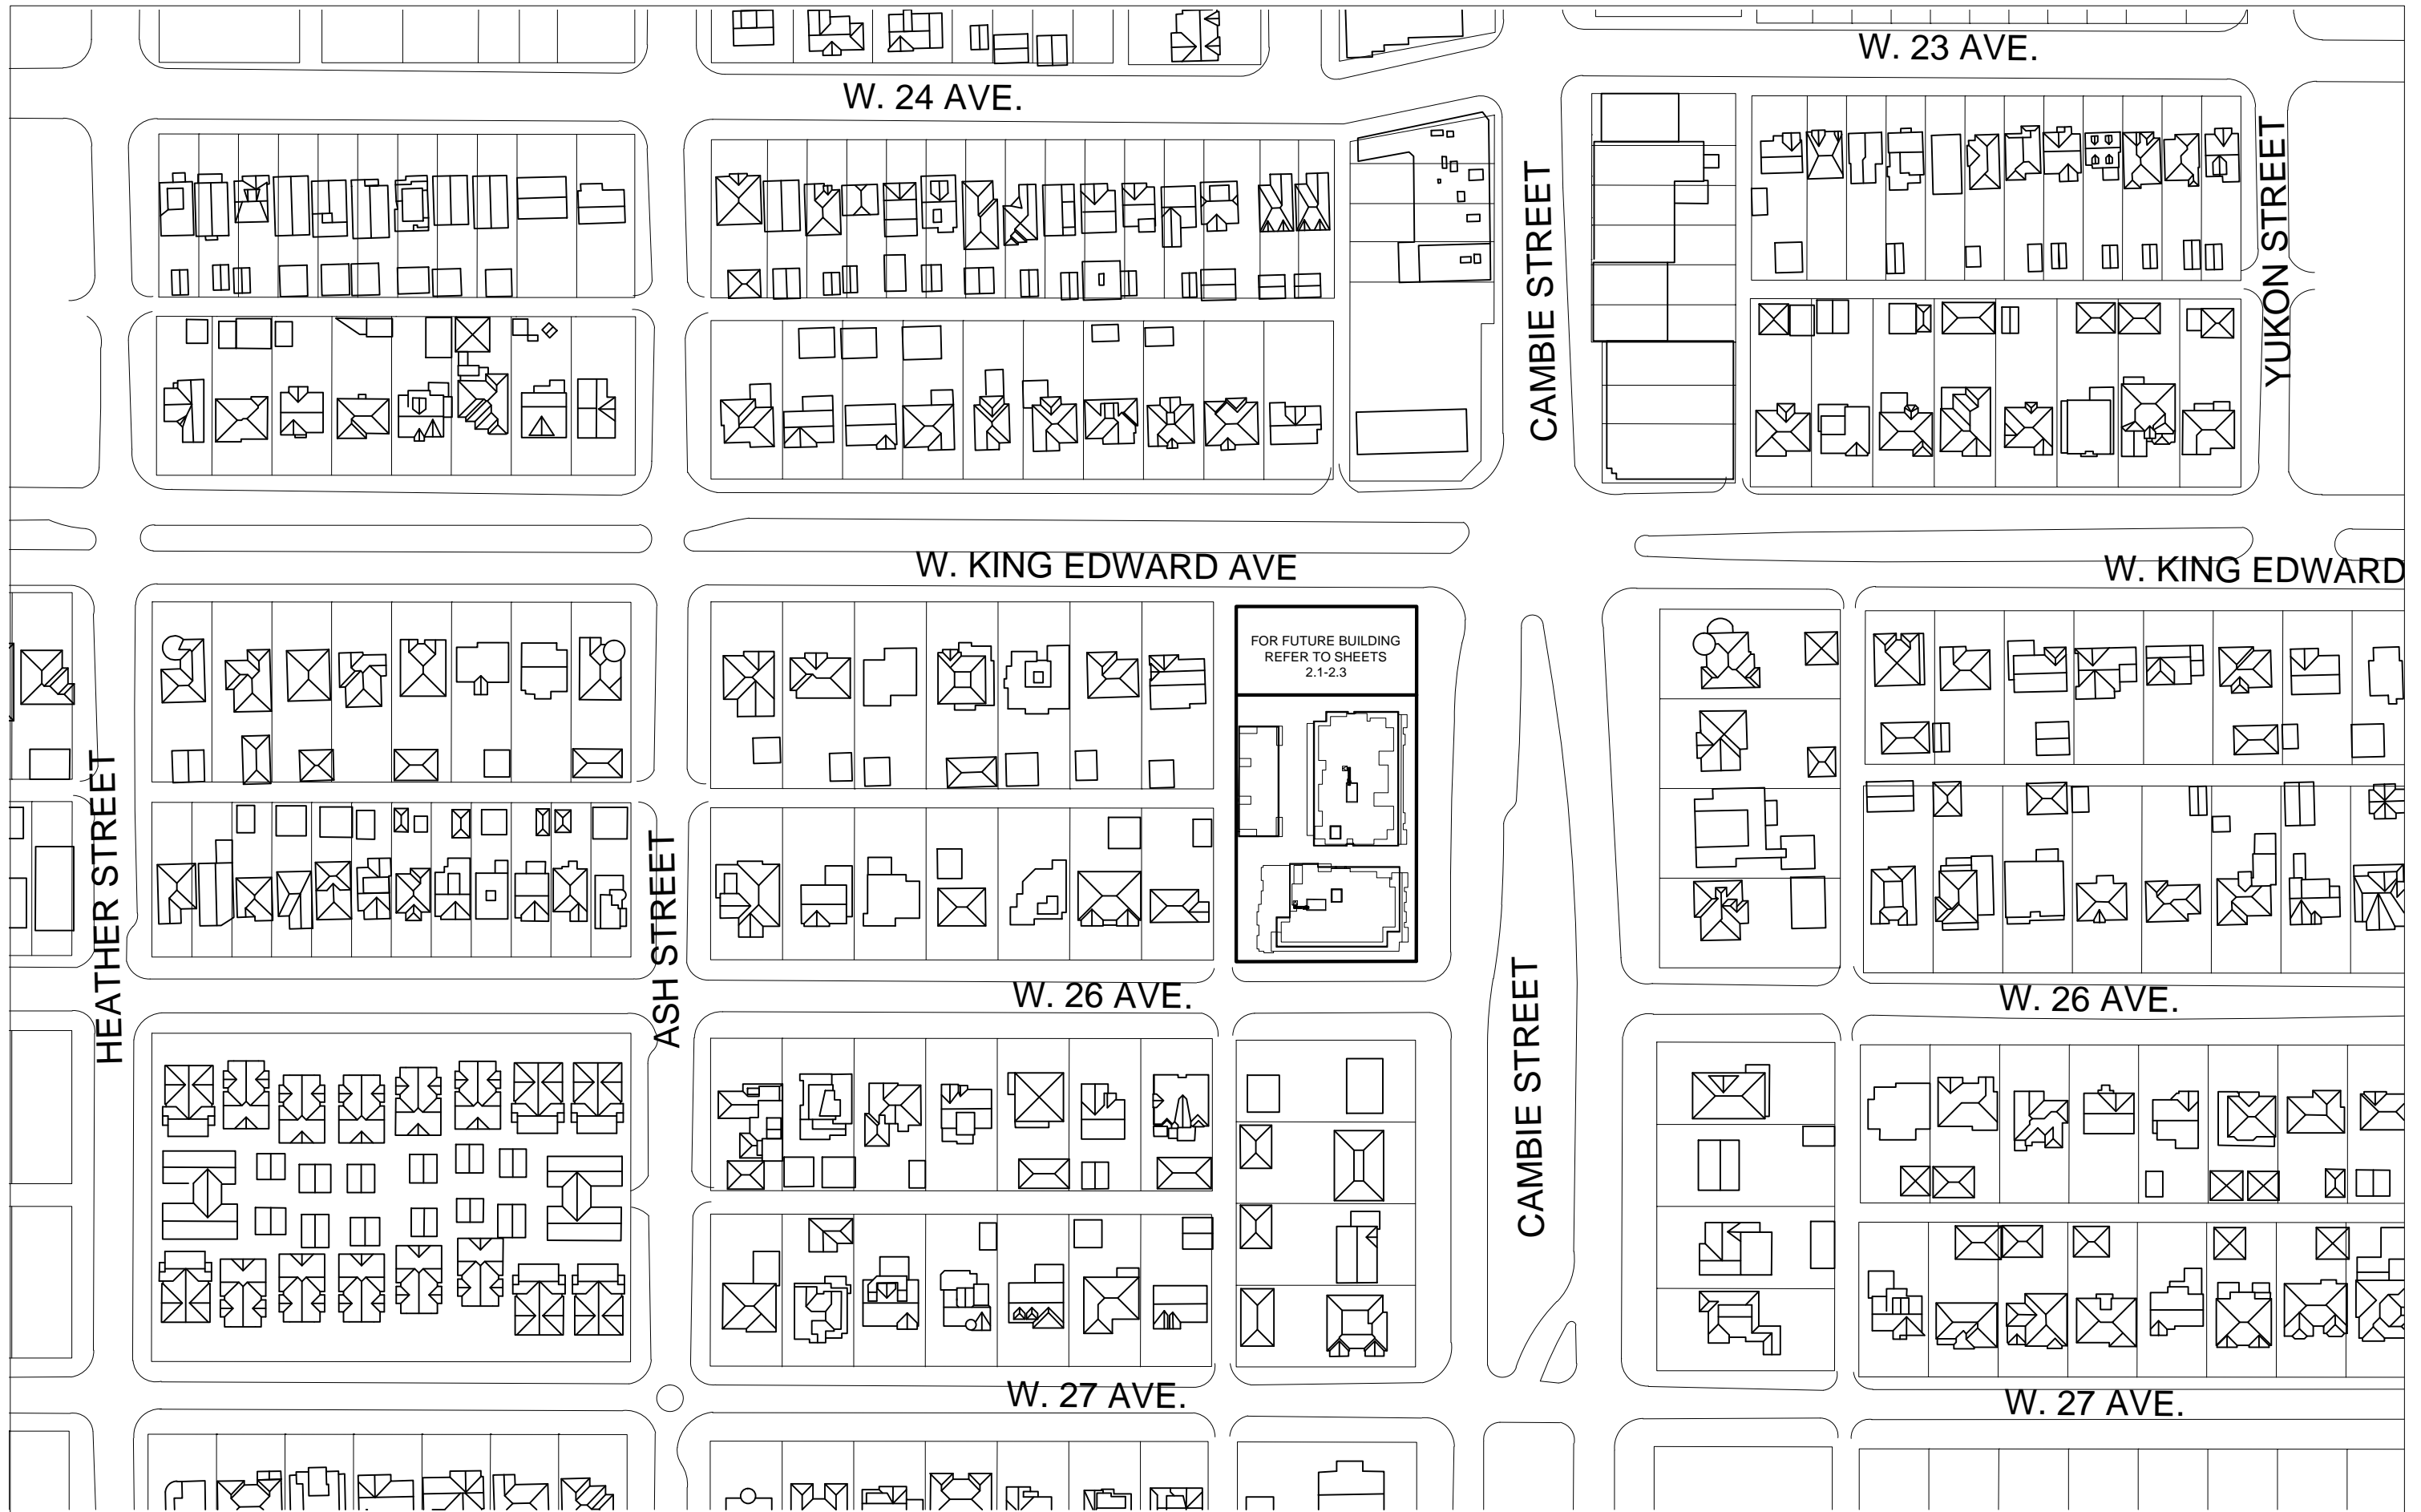 W. 23 AVE.
W. 24 AVE.
YUKON STREET
CAMBIE STREET
W. KING EDWARD AVE
W. KING EDWARD
FOR FUTURE BUILDING
REFER TO SHEETS
2.1-2.3
HEATHER STREET
ASH STREET
CAMBIE STREET
W. 26 AVE.
W. 26 AVE.
W. 27 AVE.
W. 27 AVE.